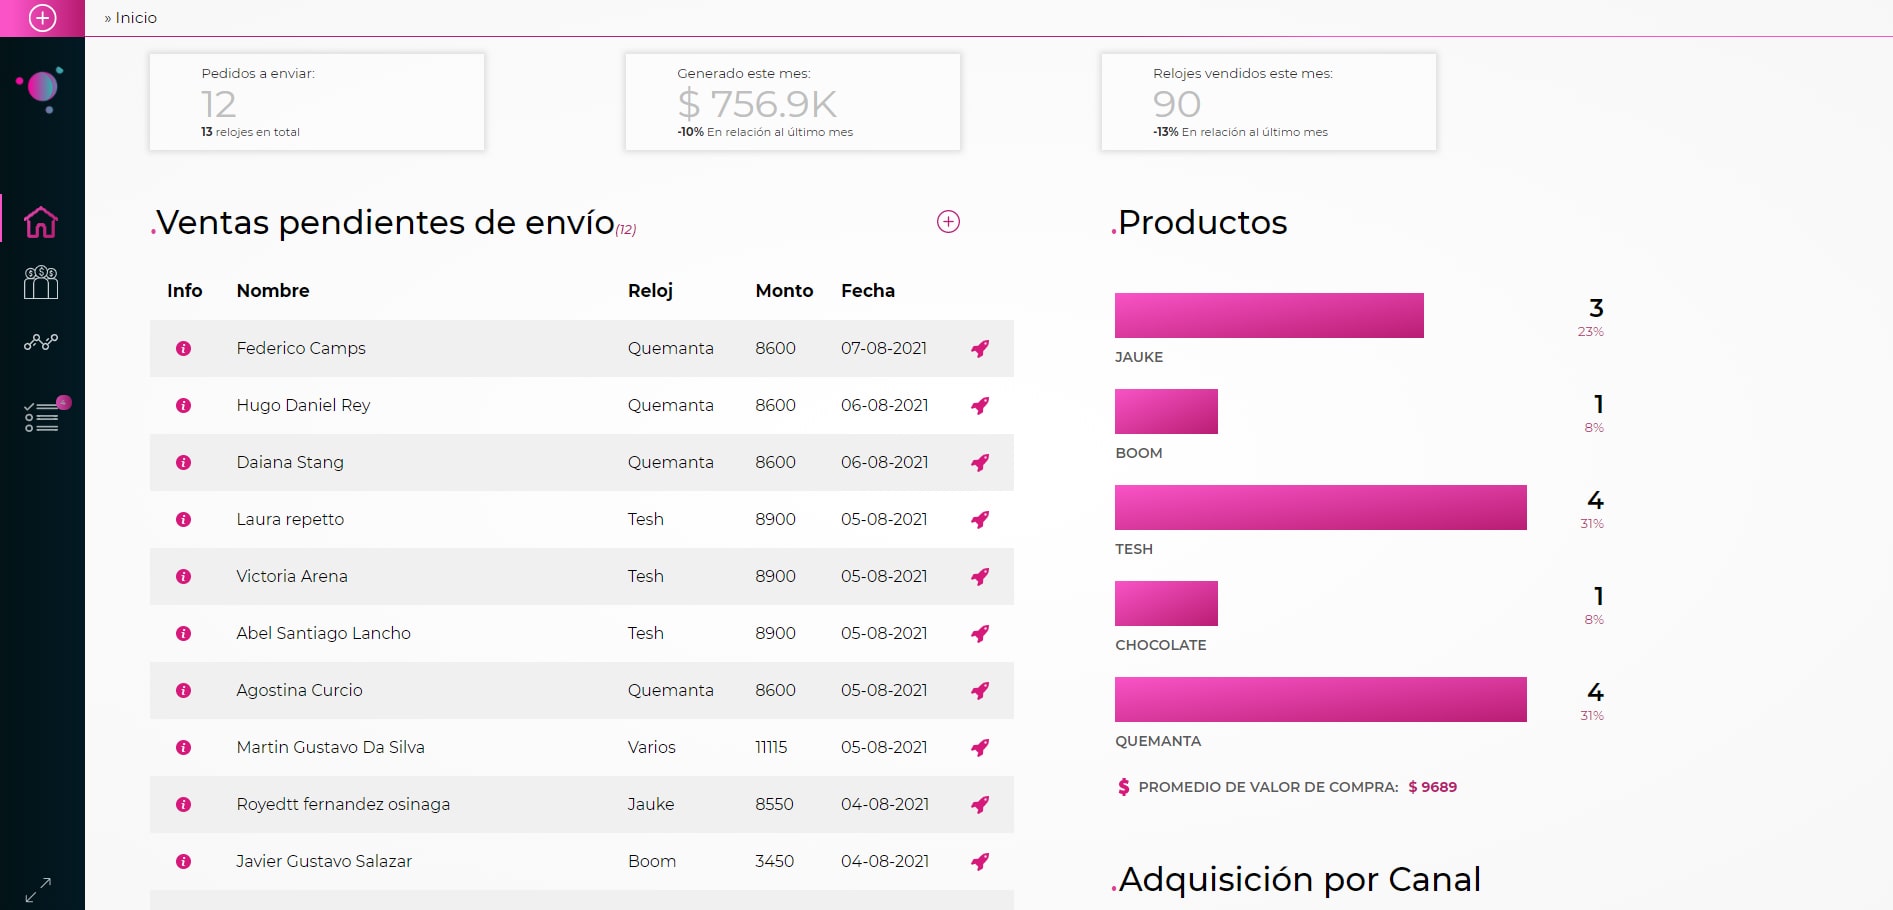 » Inicio
Pedidos a enviar:
12
13 relojes en total
Generado este mes:
$ 756.9K
-10% En relación al último mes
Relojes vendidos este mes:
90
-13% En relación al último mes
.Ventas pendientes de envío(12)
Info Nombre Reloj Monto Fecha
Federico Camps Quemanta 8600 07-08-2021
Hugo Daniel Rey Quemanta 8600 06-08-2021
Daiana Stang Quemanta 8600 06-08-2021
Laura repetto Tesh 8900 05-08-2021
Victoria Arena Tesh 8900 05-08-2021
Abel Santiago Lancho Tesh 8900 05-08-2021
Agostina Curcio Quemanta 8600 05-08-2021
Martin Gustavo Da Silva Varios 11115 05-08-2021
Royedtt fernandez osinaga Jauke 8550 04-08-2021
Javier Gustavo Salazar Boom 3450 04-08-2021
.Productos
3
23%
JAUKE
1
8%
BOOM
4
31%
TESH
1
8%
CHOCOLATE
4
31%
QUEMANTA
$ PROMEDIO DE VALOR DE COMPRA: $ 9689
.Adquisición por Canal